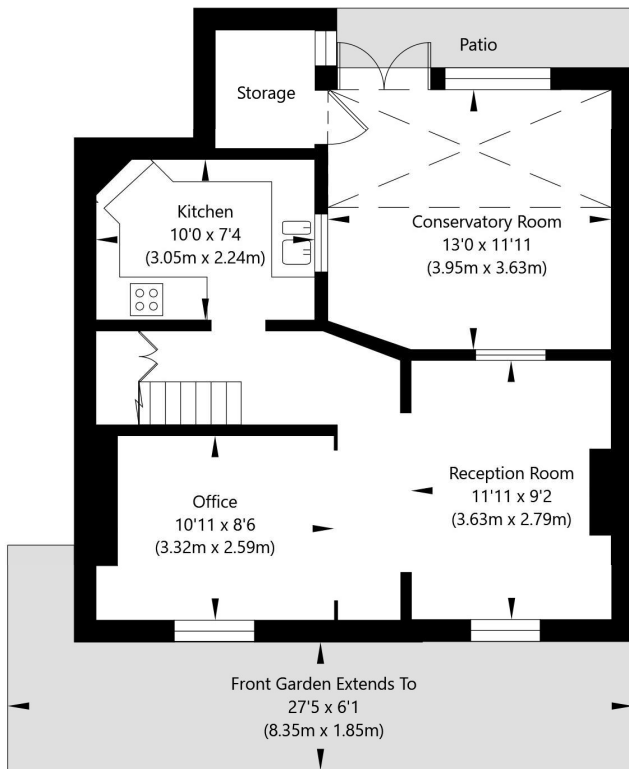 Patio
Storage
Kitchen
10'0 x 7'4
(3.05m x 2.24m)
Conservatory Room
13'0 x 11'11
(3.95m x 3.63m)
Reception Room
11'11 x 9'2
(3.63m x 2.79m)
Office
10'11 x 8'6
(3.32m x 2.59m)
Front Garden Extends To
27'5 x 6'1
(8.35m x 1.85m)